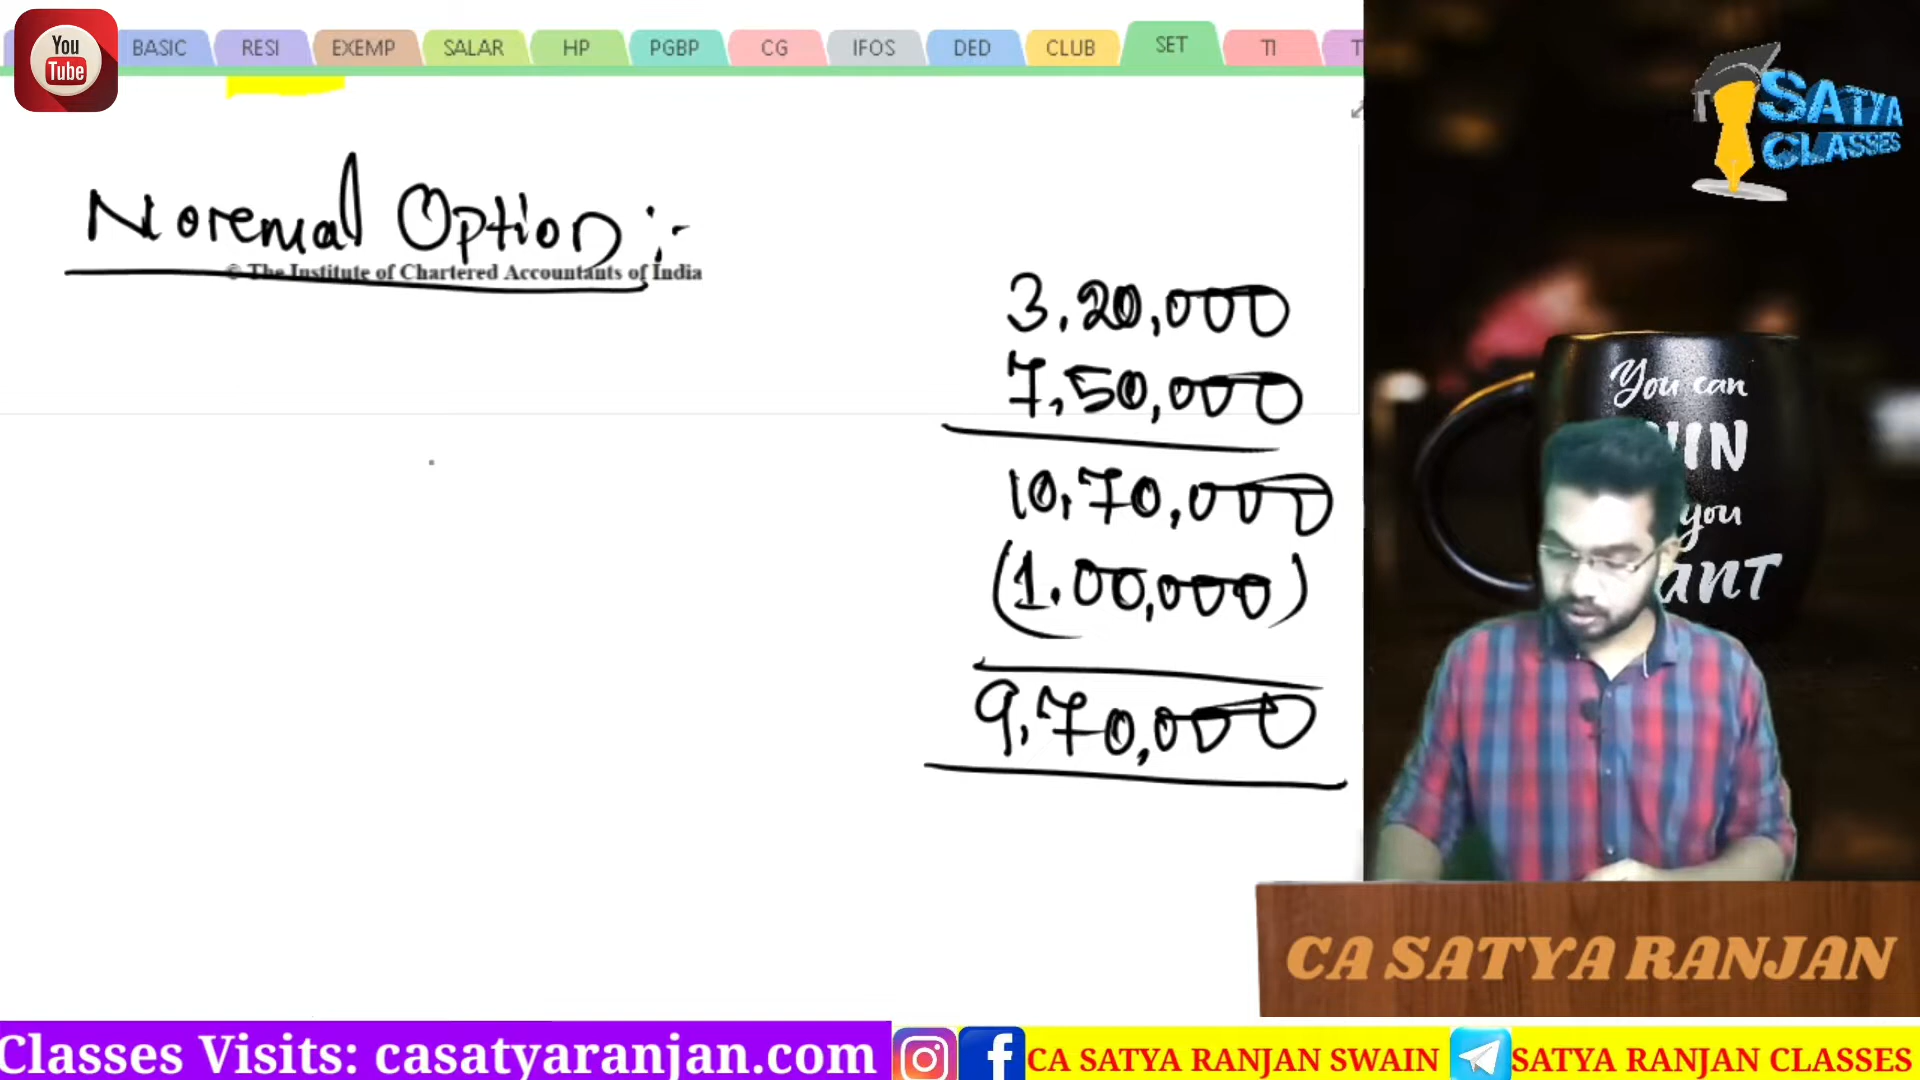 You
Tube
BASIC
RESI
EXEMP
SALAR
HP
PGBP
CG
IFOS
DED
CLUB
SET
TI
T
SATYA
CLASSES
Noremal Option :-
© The Institute of Chartered Accountants of India
3,20,000
7,50,000
10,70,000
(1.00,000)
9,70,000
You can
WIN
you
ANT
CA SATYA RANJAN
Classes Visits: casatyaranjan.com
CA SATYA RANJAN SWAIN
SATYA RANJAN CLASSES